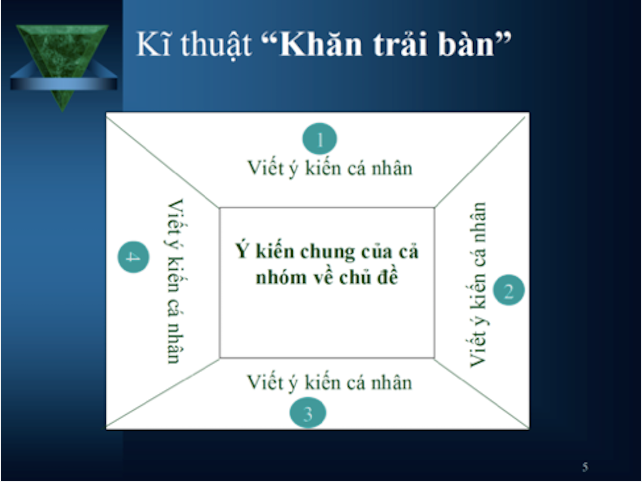 Kĩ thuật “Khăn trải bàn”
1
Viết ý kiến cá nhân
4
Viết ý kiến cá nhân
Ý kiến chung của cả
nhóm về chủ đề
Viết ý kiến cá nhân
2
Viết ý kiến cá nhân
3
5